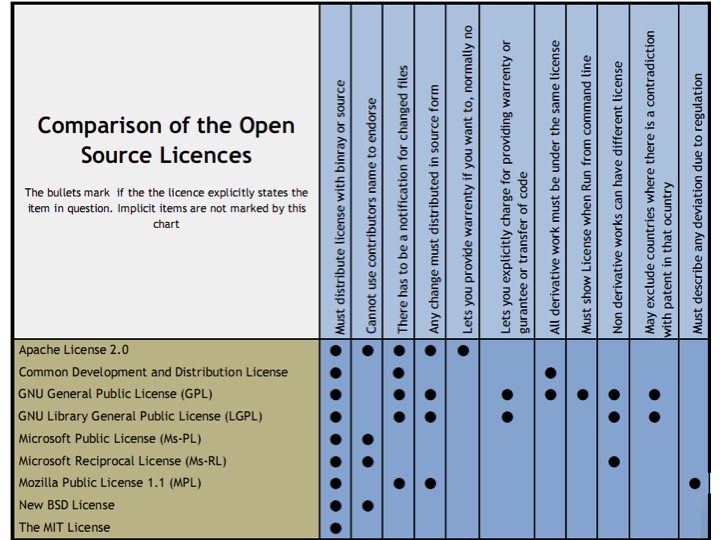 Comparison of the Open
Source Licences
The bullets mark if the the licence explicitly states the
item in question. Implicit items are not marked by this
chart
Must distribute license with binray or source
Cannot use contributors name to endorse
There has to be a notification for changed files
Any change must distributed in source form
Lets you provide warrenty if you want to, normally no
Lets you explicitly charge for providing warrenty or
gurantee or transfer of code
All derivative work must be under the same license
Must show License when Run from command line
Non derivative works can have different license
May exclude countries where there is a contradiction
with patent in that ocuntry
Must describe any deviation due to regulation
Apache License 2.0
Common Development and Distribution License
GNU General Public License (GPL)
GNU Library General Public License (LGPL)
Microsoft Public License (Ms-PL)
Microsoft Reciprocal License (Ms-RL)
Mozilla Public License 1.1 (MPL)
New BSD License
The MIT License